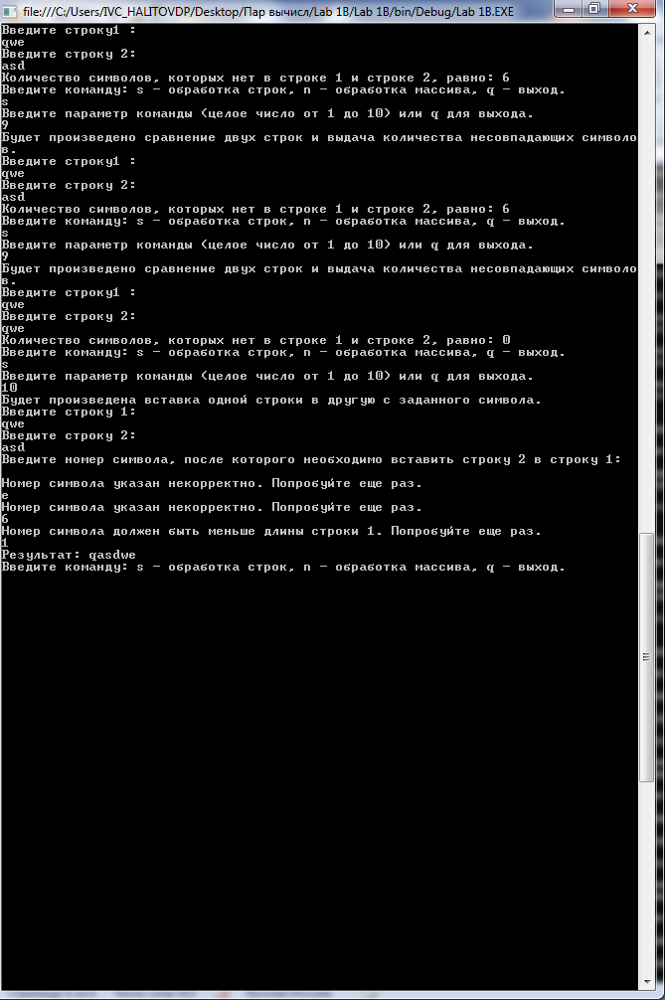 file:///C:/Users/IVC_HALITOVDP/Desktop/Пар вычисл/Lab 1B/Lab 1B/bin/Debug/Lab 1B.EXE
Введите строку1 :
qwe
Введите строку 2:
asd
Количество символов, которых нет в строке 1 и строке 2, равно: 6
Введите команду: s - обработка строк, n - обработка массива, q - выход.
s
Введите параметр команды (целое число от 1 до 10) или q для выхода.
9
Будет произведено сравнение двух строк и выдача количества несовпадающих символо
в.
Введите строку1 :
qwe
Введите строку 2:
asd
Количество символов, которых нет в строке 1 и строке 2, равно: 6
Введите команду: s - обработка строк, n - обработка массива, q - выход.
s
Введите параметр команды (целое число от 1 до 10) или q для выхода.
9
Будет произведено сравнение двух строк и выдача количества несовпадающих символо
в.
Введите строку1 :
qwe
Введите строку 2:
qwe
Количество символов, которых нет в строке 1 и строке 2, равно: 0
Введите команду: s - обработка строк, n - обработка массива, q - выход.
s
Введите параметр команды (целое число от 1 до 10) или q для выхода.
10
Будет произведена вставка одной строки в другую с заданного символа.
Введите строку 1:
qwe
Введите строку 2:
asd
Введите номер символа, после которого необходимо вставить строку 2 в строку 1:
Номер символа указан некорректно. Попробуйте еще раз.
e
Номер символа указан некорректно. Попробуйте еще раз.
6
Номер символа должен быть меньше длины строки 1. Попробуйте еще раз.
1
Результат: qasdwe
Введите команду: s - обработка строк, n - обработка массива, q - выход.